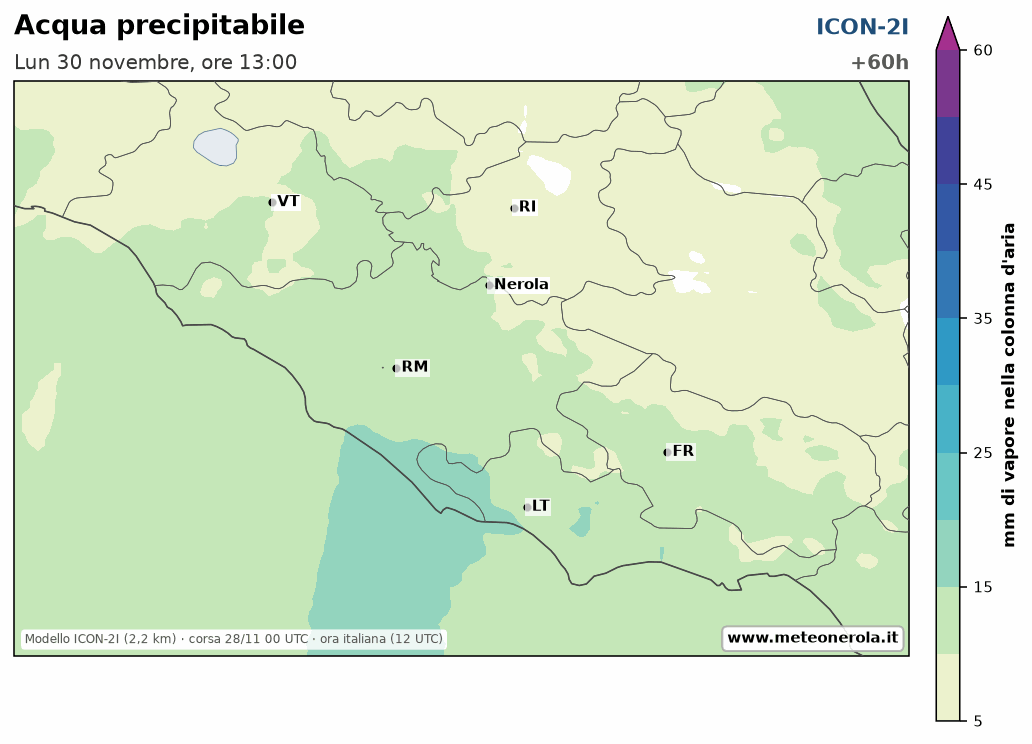 Acqua precipitabile
ICON-2I
Lun 30 novembre, ore 13:00
+60h
60
45
35
25
15
5
mm di vapore nella colonna d'aria
VT
RI
Nerola
RM
FR
LT
Modello ICON-2I (2,2 km) · corsa 28/11 00 UTC · ora italiana (12 UTC)
www.meteonerola.it